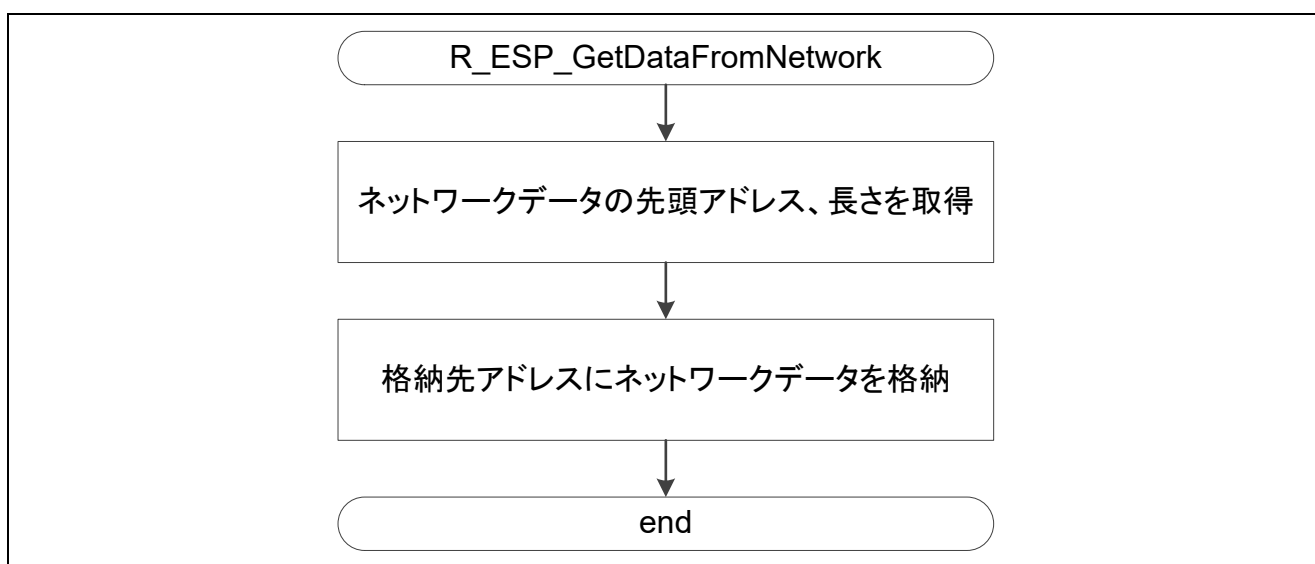 R_ESP_GetDataFromNetwork
ネットワークデータの先頭アドレス、長さを取得
格納先アドレスにネットワークデータを格納
end